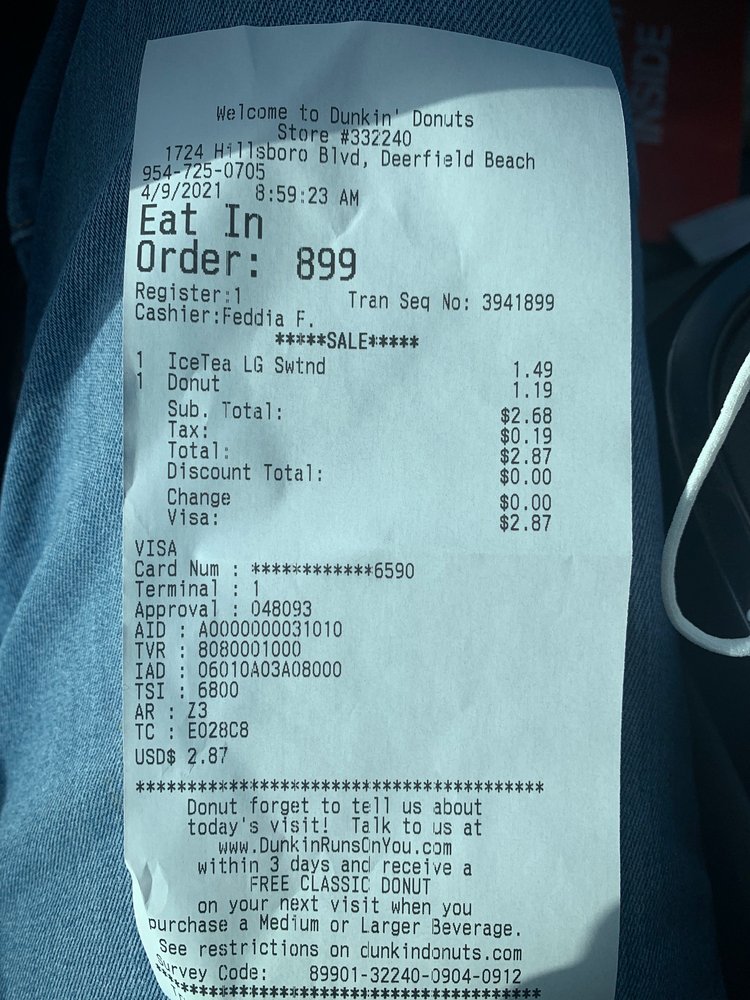 Welcome to Dunkin' Donuts
Store #332240
1724 Hillsboro Blvd, Deerfield Beach
954-725-0705
4/9/2021 8:59:23 AM
Eat In
Order: 899
Register:1 Tran Seq No: 3941899
Cashier:Feddia F.
*****SALE*****
1 IceTea LG Swtnd 1.49
1 Donut 1.19
Sub. Total: $2.68
Tax: $0.19
Total: $2.87
Discount Total: $0.00
Change $0.00
Visa: $2.87
VISA
Card Num : ************6590
Terminal : 1
Approval : 048093
AID : A0000000031010
TVR : 8080001000
IAD : 06010A03A08000
TSI : 6800
AR : Z3
TC : E028C8
USD$ 2.87
****************************************
Donut forget to tell us about
today's visit! Talk to us at
www.DunkinRunsOnYou.com
within 3 days and receive a
FREE CLASSIC DONUT
on your next visit when you
purchase a Medium or Larger Beverage.
See restrictions on dunkindonuts.com
Survey Code: 89901-32240-0904-0912
****************************************
INSIDE